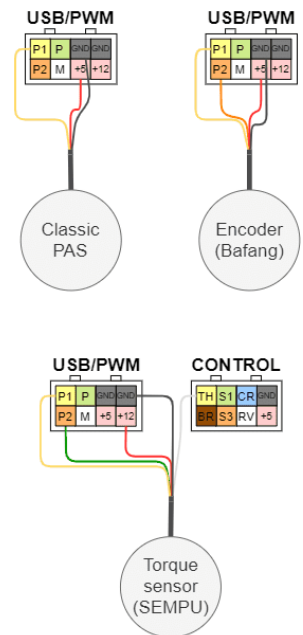 USB/PWM USB/PWM
P1 P GND GND P1 P GND GND
P2 M +5 +12 P2 M +5 +12
Classic
PAS
Encoder
(Bafang)
USB/PWM CONTROL
P1 P GND GND TH S1 CR GND
P2 M +5 +12 BR S3 RV +5
Torque
sensor
(SEMPU)